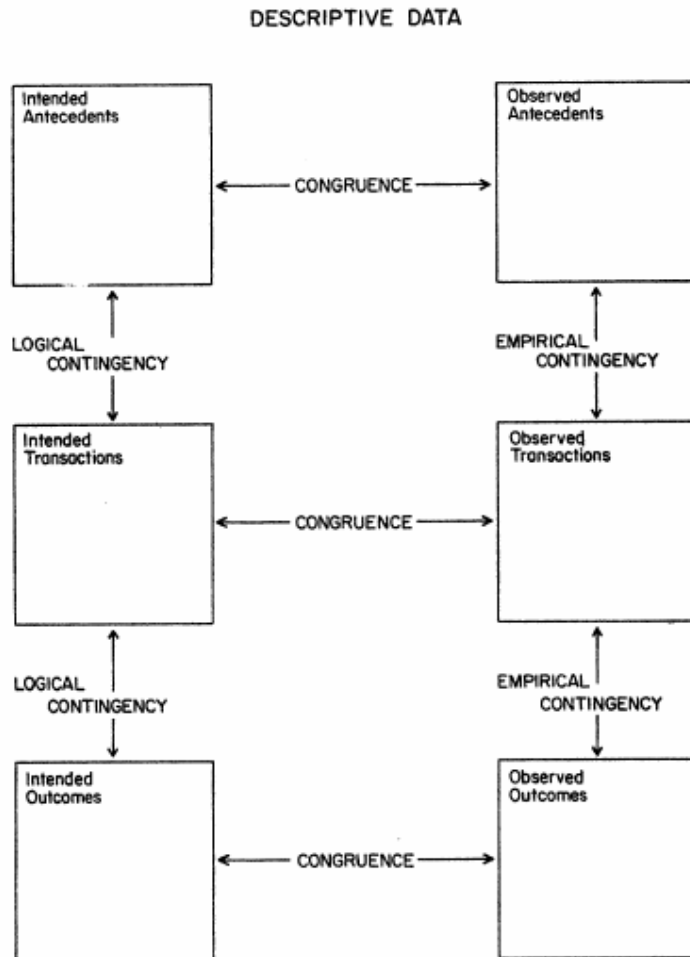 DESCRIPTIVE DATA
Intended
Antecedents
Observed
Antecedents
CONGRUENCE
LOGICAL
CONTINGENCY
EMPIRICAL
CONTINGENCY
Intended
Transactions
Observed
Transactions
CONGRUENCE
LOGICAL
CONTINGENCY
EMPIRICAL
CONTINGENCY
Intended
Outcomes
Observed
Outcomes
CONGRUENCE